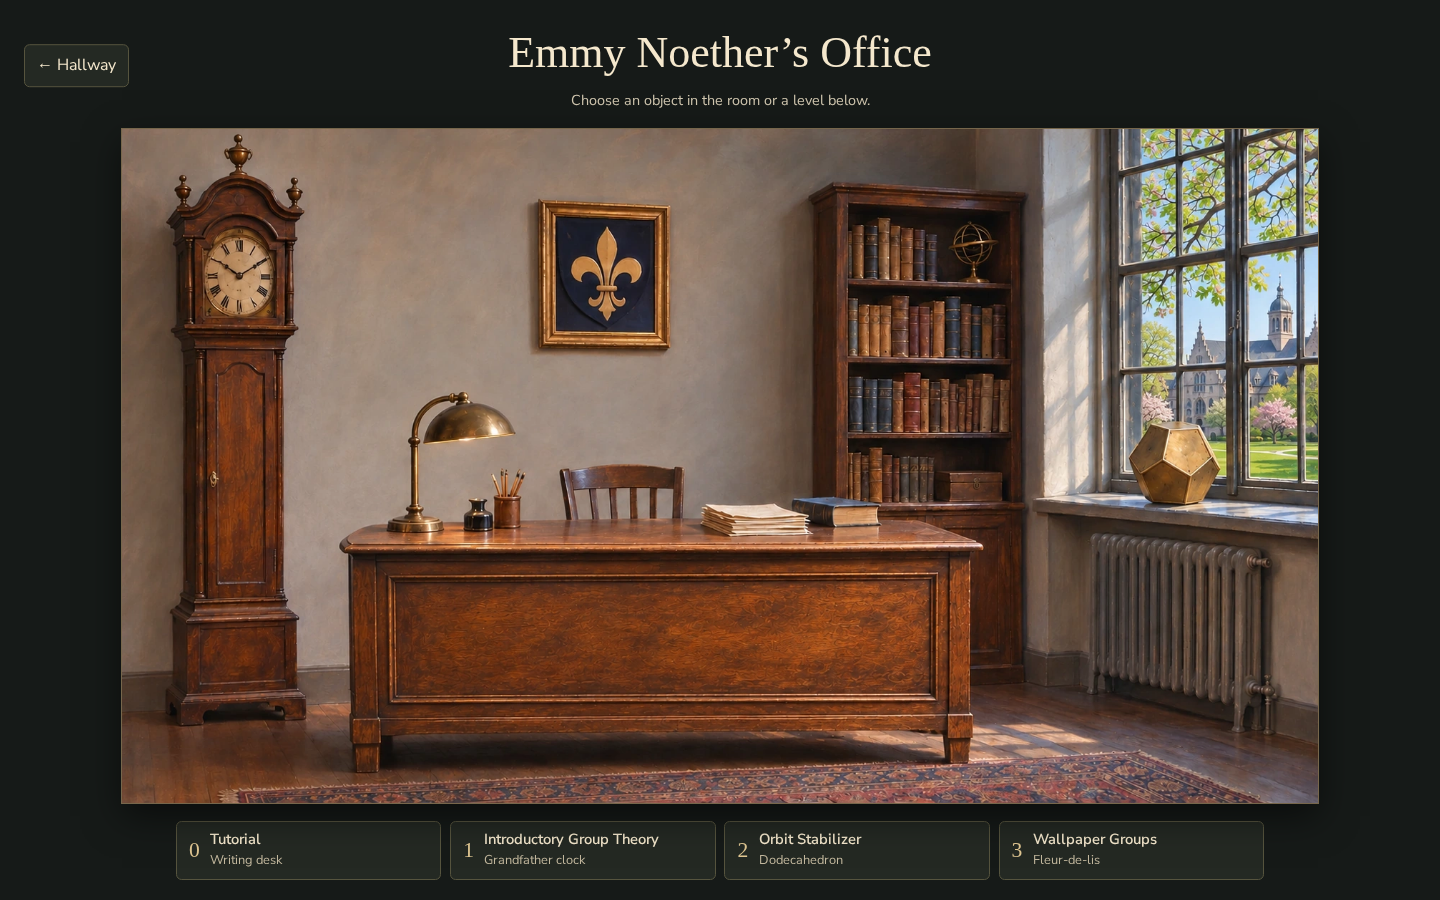 ← Hallway
Emmy Noether’s Office
Choose an object in the room or a level below.
0
Tutorial
Writing desk
1
Introductory Group Theory
Grandfather clock
2
Orbit Stabilizer
Dodecahedron
3
Wallpaper Groups
Fleur-de-lis